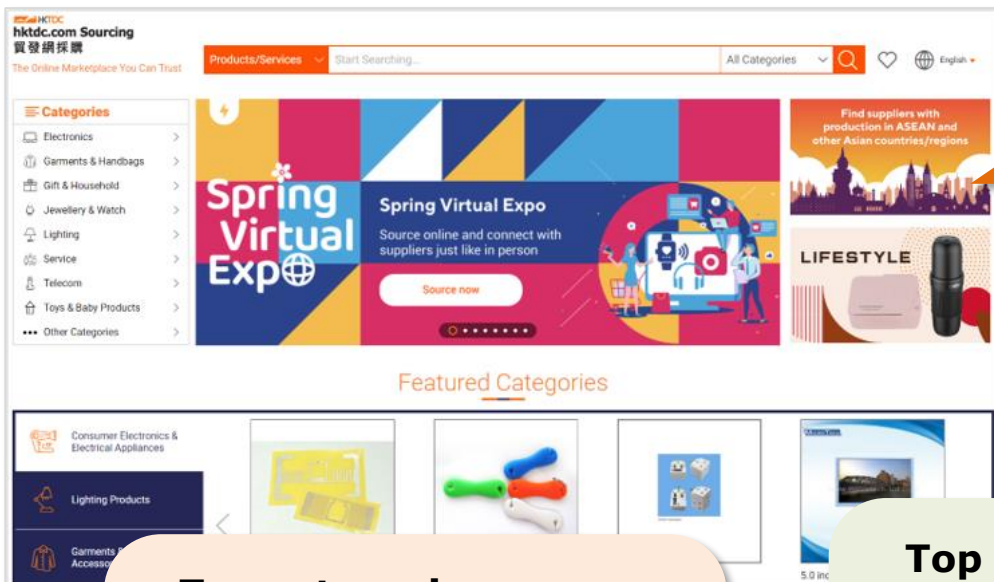 HKTDC
hktdc.com Sourcing
貿發網採購
The Online Marketplace You Can Trust
Products/Services
Start Searching...
All Categories
English
Categories
Electronics
Garments & Handbags
Gift & Household
Jewellery & Watch
Lighting
Service
Telecom
Toys & Baby Products
Other Categories
Spring
Virtual
Expo
Spring Virtual Expo
Source online and connect with
suppliers just like in person
Source now
Find suppliers with
production in ASEAN and
other Asian countries/regions
LIFESTYLE
Featured Categories
Consumer Electronics &
Electrical Appliances
Lighting Products
Garments &
Top
5.0